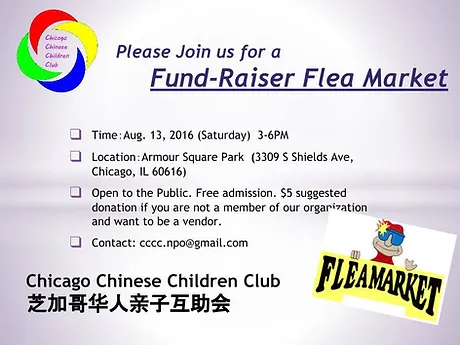 Chicago
Chinese
Children
Club
Please Join us for a
Fund-Raiser Flea Market
❑ Time:Aug. 13, 2016 (Saturday) 3-6PM
❑ Location:Armour Square Park (3309 S Shields Ave,
Chicago, IL 60616)
❑ Open to the Public. Free admission. $5 suggested
donation if you are not a member of our organization
and want to be a vendor.
❑ Contact: cccc.npo@gmail.com
FLEAMARKET
Chicago Chinese Children Club
芝加哥华人亲子互助会